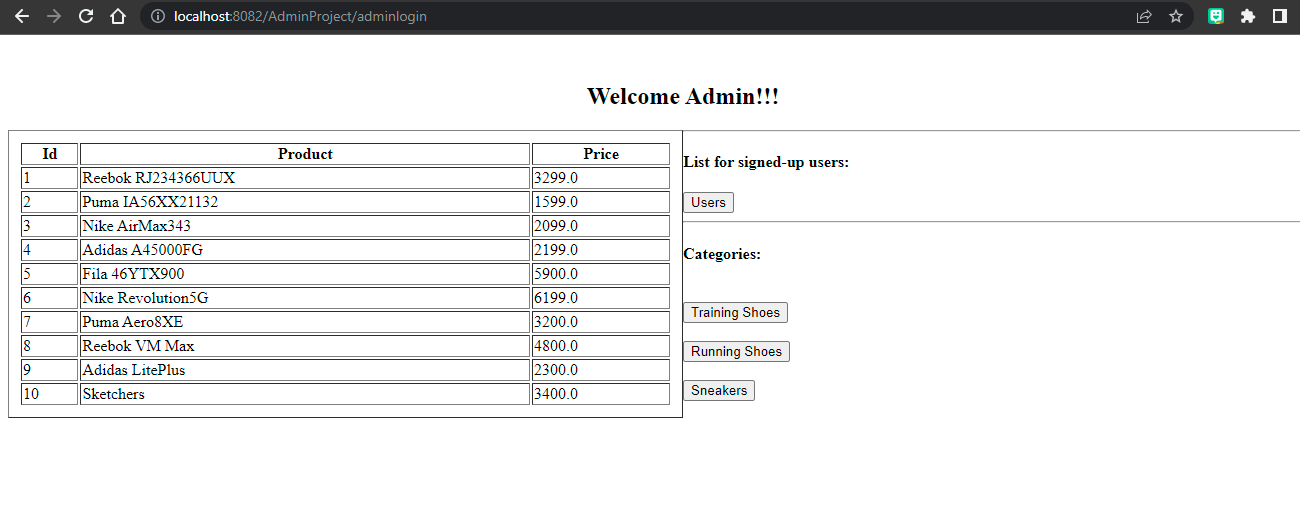 localhost:8082/AdminProject/adminlogin
Welcome Admin!!!
Id Product Price
1 Reebok RJ234366UUX 3299.0
2 Puma IA56XX21132 1599.0
3 Nike AirMax343 2099.0
4 Adidas A45000FG 2199.0
5 Fila 46YTX900 5900.0
6 Nike Revolution5G 6199.0
7 Puma Aero8XE 3200.0
8 Reebok VM Max 4800.0
9 Adidas LitePlus 2300.0
10 Sketchers 3400.0
List for signed-up users:
Users
Categories:
Training Shoes
Running Shoes
Sneakers